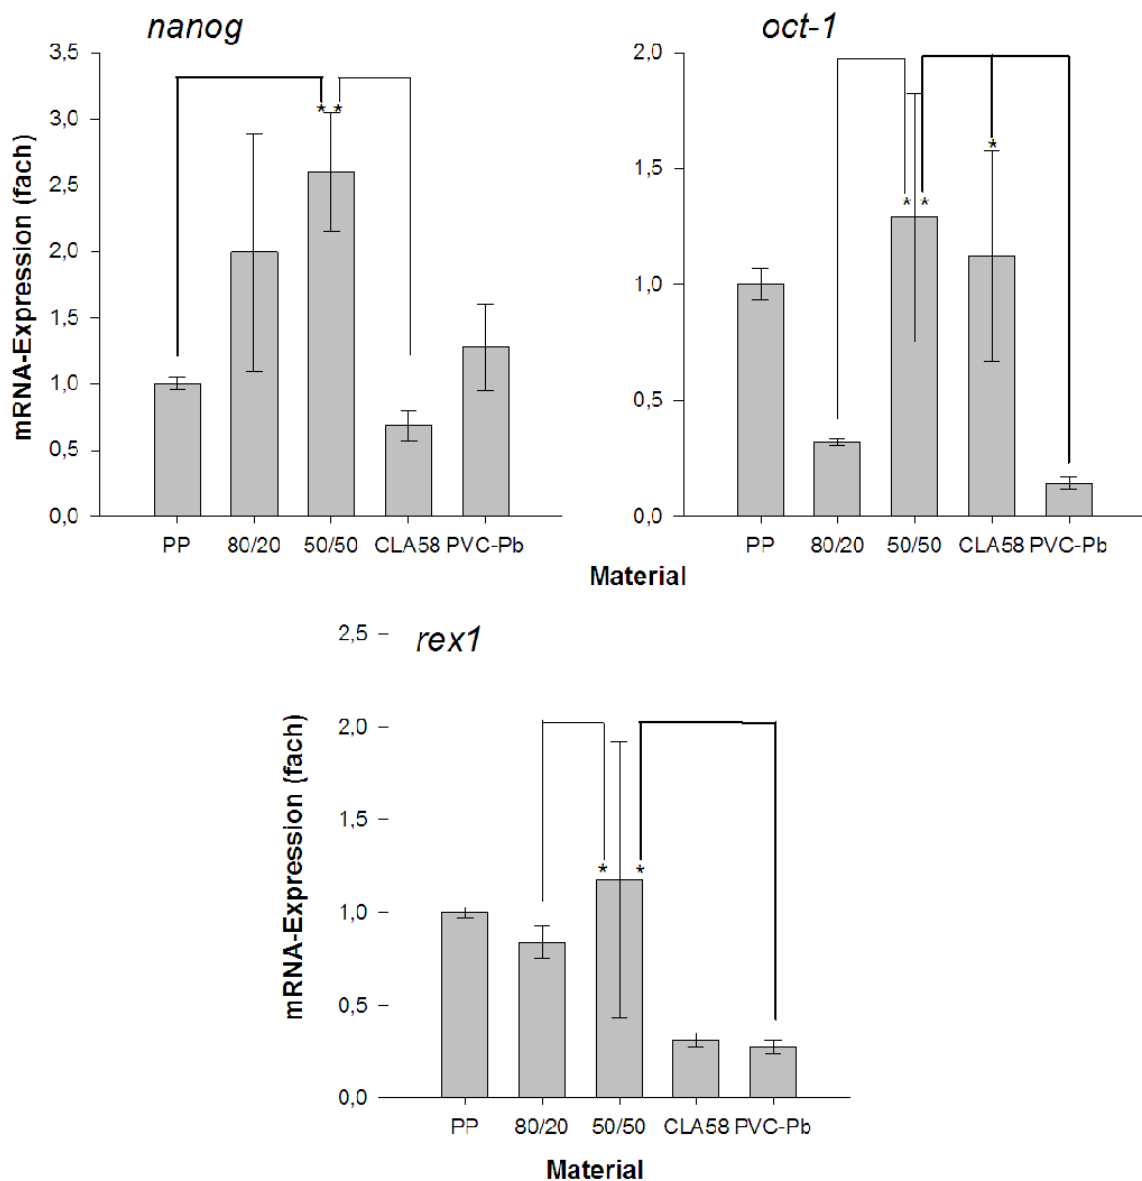 nanog
3,5
3,0
2,5
2,0
1,5
1,0
0,5
0,0
mRNA-Expression (fach)
* *
PP 80/20 50/50 CLA58 PVC-Pb
oct-1
2,0
1,5
1,0
0,5
0,0
*
* *
PP 80/20 50/50 CLA58 PVC-Pb
Material
rex1
2,5
2,0
1,5
1,0
0,5
0,0
mRNA-Expression (fach)
* *
PP 80/20 50/50 CLA58 PVC-Pb
Material